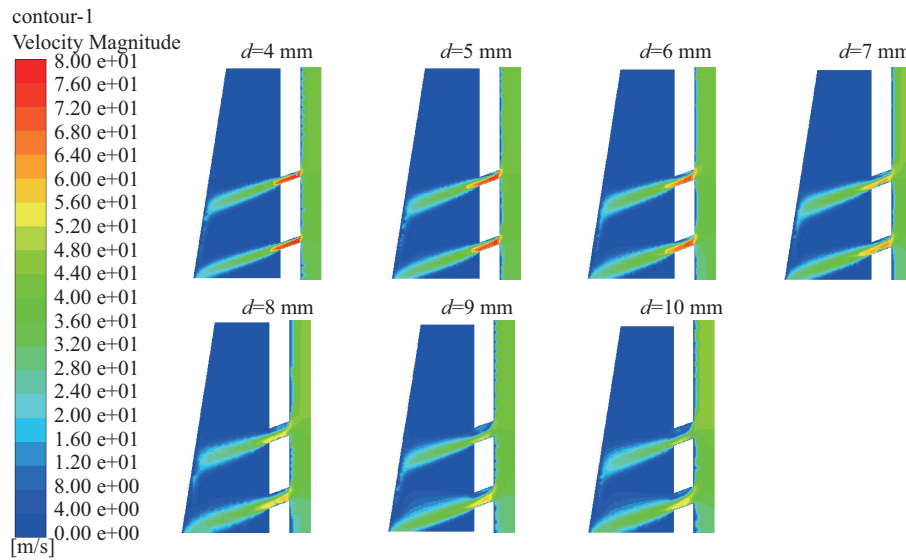 contour-1
Velocity Magnitude
8.00 e+01
7.60 e+01
7.20 e+01
6.80 e+01
6.40 e+01
6.00 e+01
5.60 e+01
5.20 e+01
4.80 e+01
4.40 e+01
4.00 e+01
3.60 e+01
3.20 e+01
2.80 e+01
2.40 e+01
2.00 e+01
1.60 e+01
1.20 e+01
8.00 e+00
4.00 e+00
0.00 e+00
[m/s]
d=4 mm
d=5 mm
d=6 mm
d=7 mm
d=8 mm
d=9 mm
d=10 mm